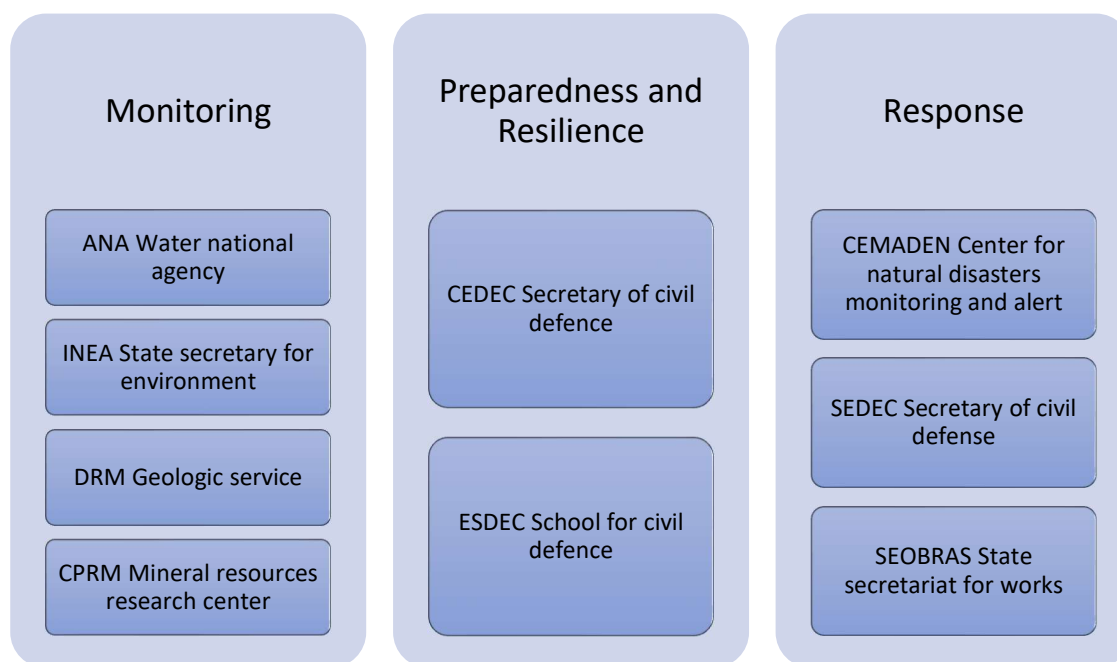 Monitoring
ANA Water national
agency
INEA State secretary for
environment
DRM Geologic service
CPRM Mineral resources
research center
Preparedness and
Resilience
CEDEC Secretary of civil
defence
ESDEC School for civil
defence
Response
CEMADEN Center for
natural disasters
monitoring and alert
SEDEC Secretary of civil
defense
SEOBRAS State
secretariat for works